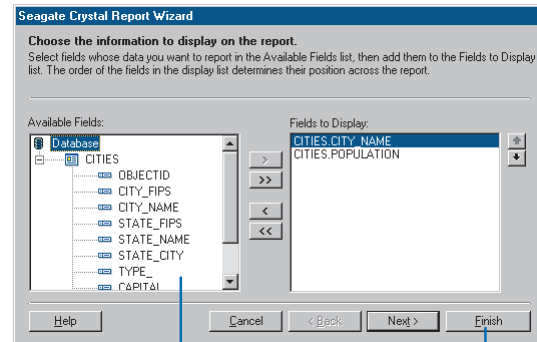 Seagate Crystal Report Wizard
Choose the information to display on the report.
Select fields whose data you want to report in the Available Fields list, then add them to the Fields to Display
list. The order of the fields in the display list determines their position across the report.
Available Fields:
Database
CITIES
OBJECTID
CITY_FIPS
CITY_NAME
STATE_FIPS
STATE_NAME
STATE_CITY
TYPE_
CAPITAL
>
>>
<
<<
Fields to Display:
CITIES.CITY_NAME
CITIES.POPULATION
Help
Cancel
< Back
Next >
Finish